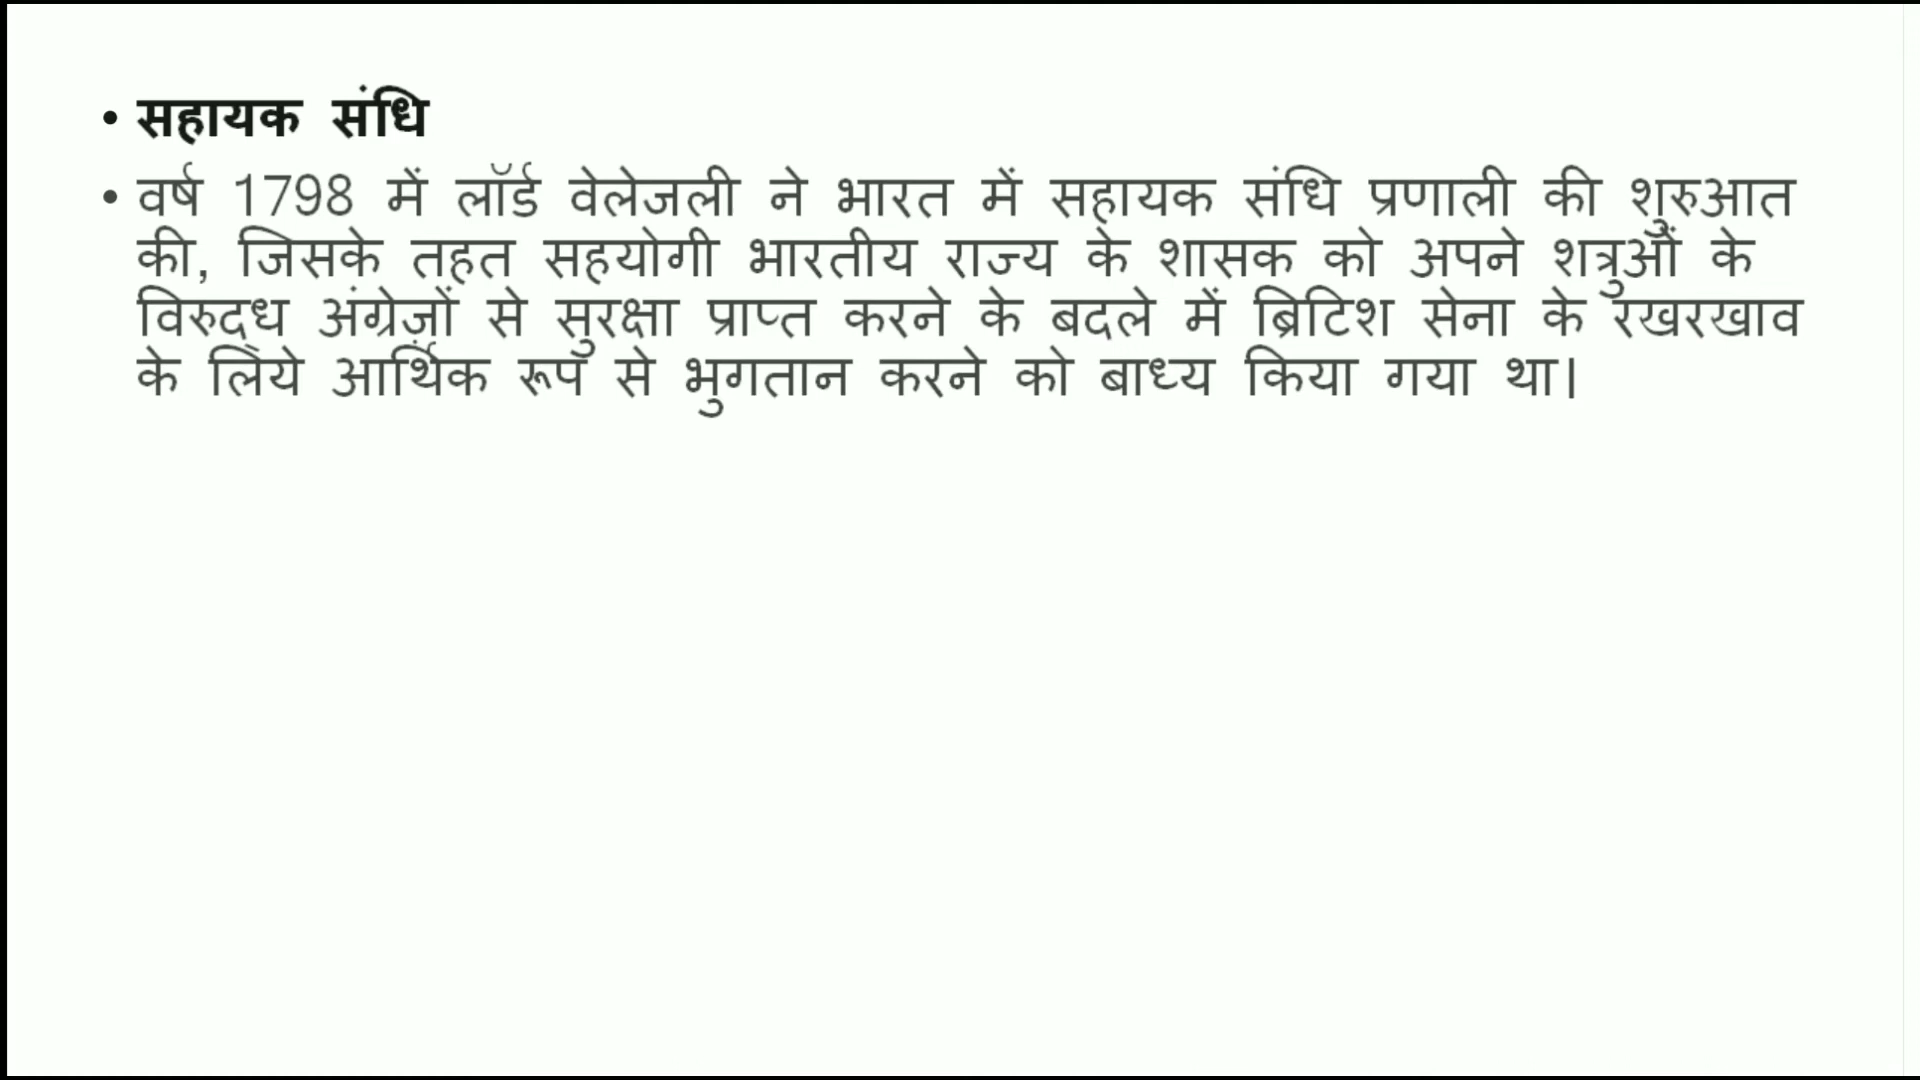 • सहायक संधि
• वर्ष 1798 में लॉर्ड वेलेजली ने भारत में सहायक संधि प्रणाली की शुरुआत
की, जिसके तहत सहयोगी भारतीय राज्य के शासक को अपने शत्रुओं के
विरुद्ध अंग्रेज़ों से सुरक्षा प्राप्त करने के बदले में ब्रिटिश सेना के रखरखाव
के लिये आर्थिक रूप से भुगतान करने को बाध्य किया गया था।